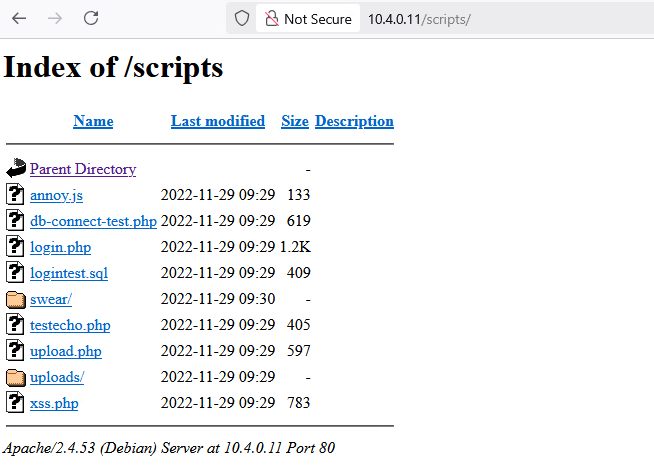 Not Secure 10.4.0.11/scripts/
Index of /scripts
Name Last modified Size Description
Parent Directory -
annoy.js 2022-11-29 09:29 133
db-connect-test.php 2022-11-29 09:29 619
login.php 2022-11-29 09:29 1.2K
logintest.sql 2022-11-29 09:29 409
swear/ 2022-11-29 09:30 -
testecho.php 2022-11-29 09:29 405
upload.php 2022-11-29 09:29 597
uploads/ 2022-11-29 09:29 -
xss.php 2022-11-29 09:29 783
Apache/2.4.53 (Debian) Server at 10.4.0.11 Port 80